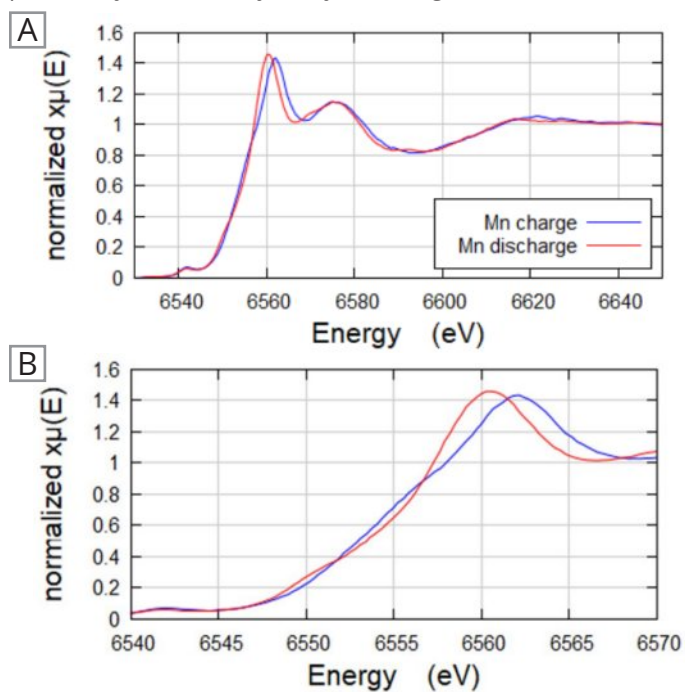 A
1.6
1.4
1.2
1
0.8
0.6
0.4
0.2
0
normalized xμ(E)
Mn charge
Mn discharge
6540 6560 6580 6600 6620 6640
Energy (eV)
B
1.6
1.4
1.2
1
0.8
0.6
0.4
0.2
0
normalized xμ(E)
6540 6545 6550 6555 6560 6565 6570
Energy (eV)